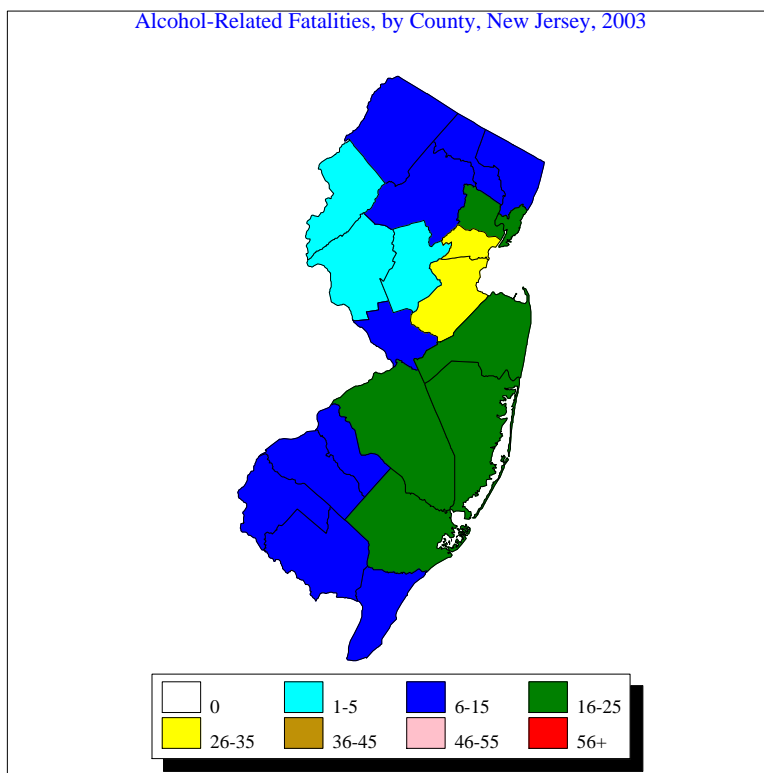 Alcohol-Related Fatalities, by County, New Jersey, 2003
0 1-5 6-15 16-25
26-35 36-45 46-55 56+